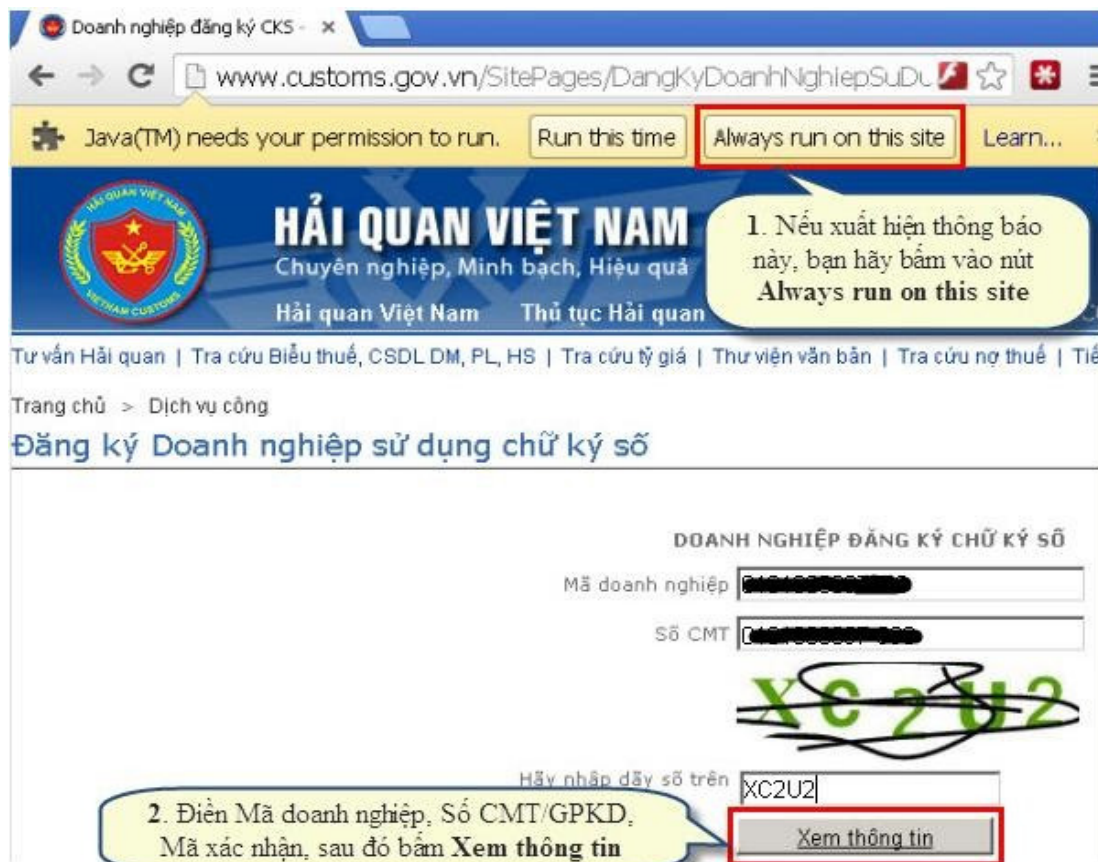 Doanh nghiệp đăng ký CKS -
www.customs.gov.vn/SitePages/DangKyDoanhNghiepSuDu
Java(TM) needs your permission to run. Run this time Always run on this site Learn...
VIETNAM CUSTOMS
HẢI QUAN VIỆT NAM
Chuyên nghiệp, Minh bạch, Hiệu quả
Hải quan Việt Nam Thủ tục Hải quan
1. Nếu xuất hiện thông báo
này, bạn hãy bấm vào nút
Always run on this site
Tư vấn Hải quan | Tra cứu Biểu thuế, CSDL DM, PL, HS | Tra cứu tỷ giá | Thư viện văn bản | Tra cứu nợ thuế | Tiế
Trang chủ > Dịch vụ công
Đăng ký Doanh nghiệp sử dụng chữ ký số
DOANH NGHIỆP ĐĂNG KÝ CHỮ KÝ SỐ
Mã doanh nghiệp
Số CMT
XC2U2
Hãy nhập dãy số trên XC2U2
2. Điền Mã doanh nghiệp, Số CMT/GPKD,
Mã xác nhận, sau đó bấm Xem thông tin
Xem thông tin